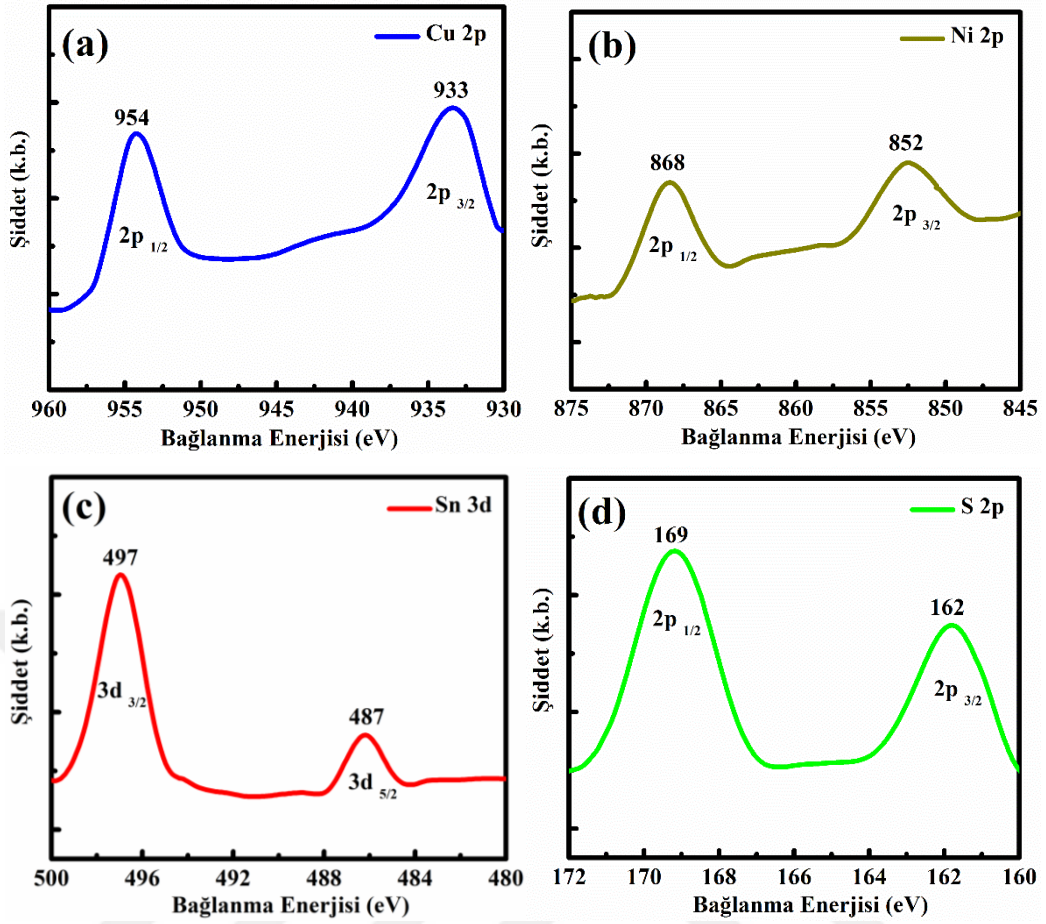 (a)
Cu 2p
954
933
2p 1/2
2p 3/2
Şiddet (k.b.)
960 955 950 945 940 935 930
Bağlanma Enerjisi (eV)
(b)
Ni 2p
868
852
2p 1/2
2p 3/2
Şiddet (k.b.)
875 870 865 860 855 850 845
Bağlanma Enerjisi (eV)
(c)
Sn 3d
497
487
3d 3/2
3d 5/2
Şiddet (k.b.)
500 496 492 488 484 480
Bağlanma Enerjisi (eV)
(d)
S 2p
169
162
2p 1/2
2p 3/2
Şiddet (k.b.)
172 170 168 166 164 162 160
Bağlanma Enerjisi (eV)